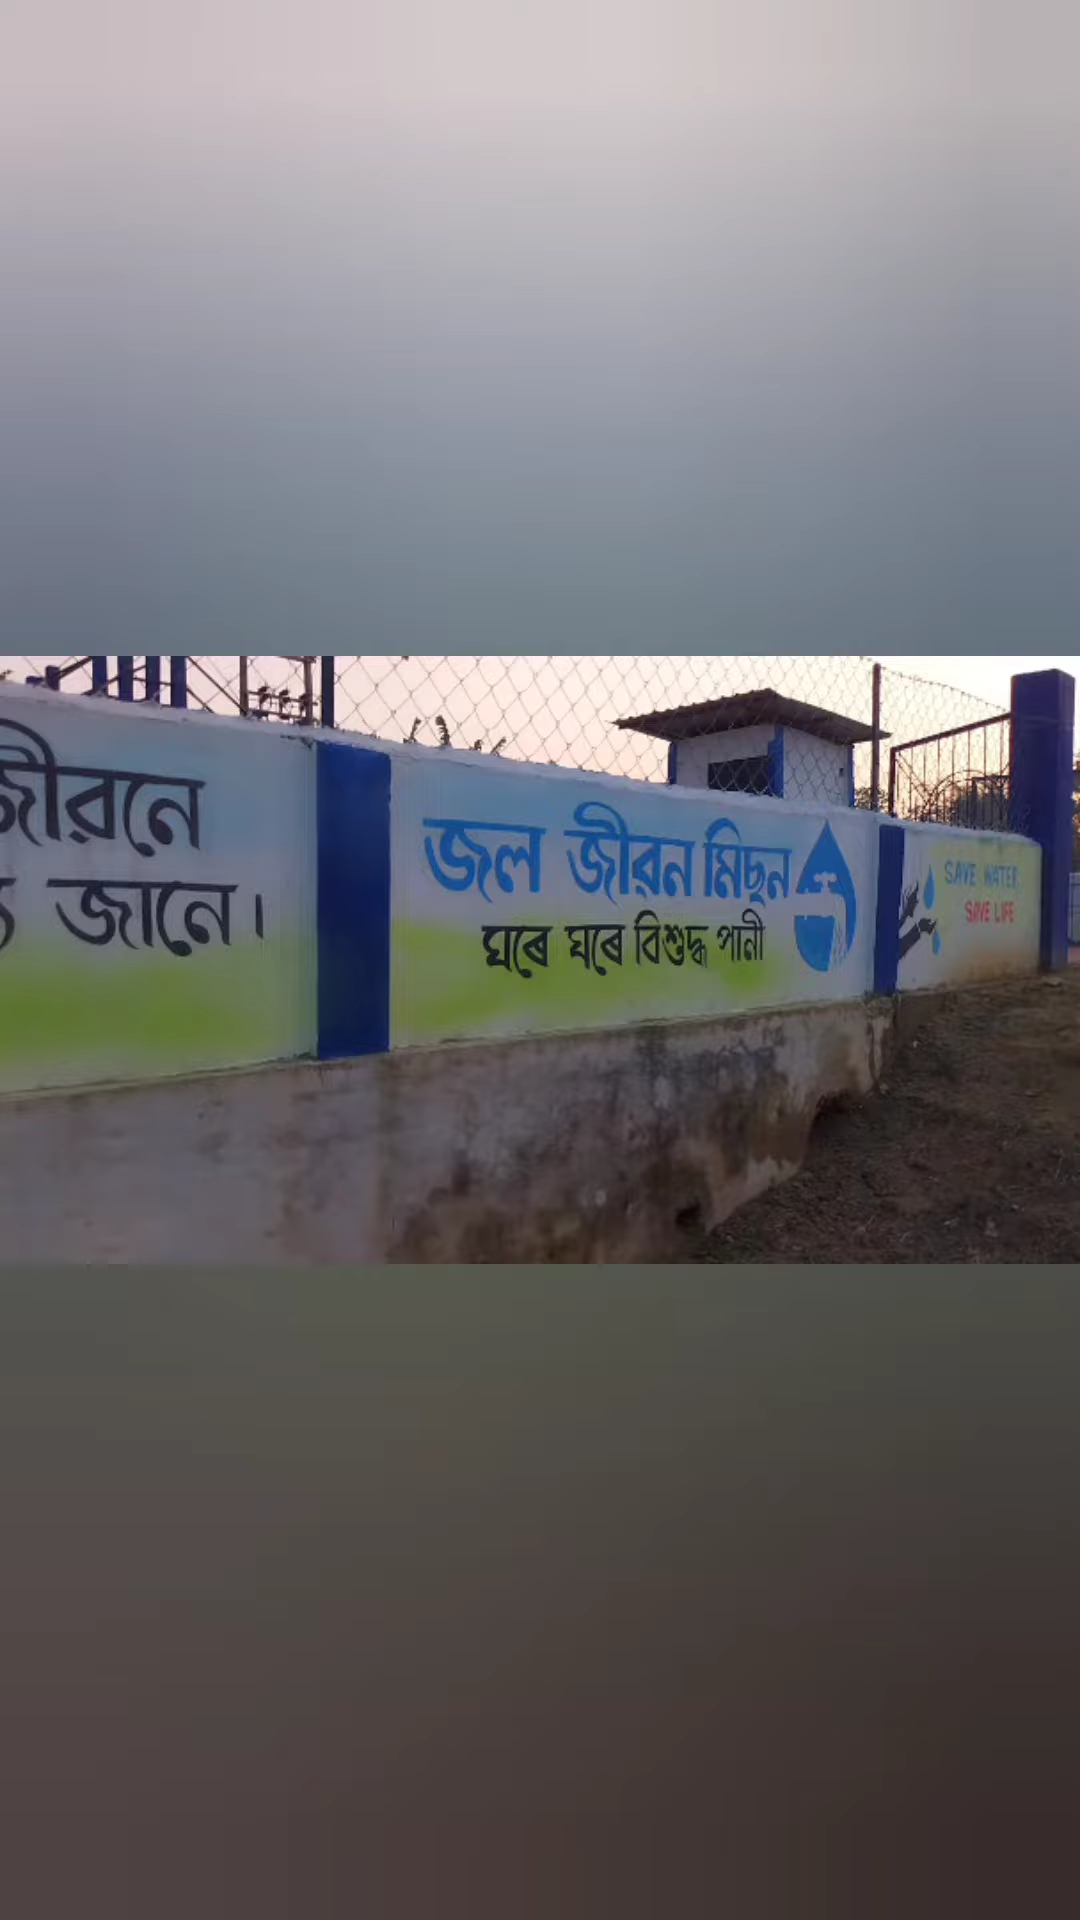 জীৱনে
জানে।
জল জীৱন মিছন
ঘৰে ঘৰে বিশুদ্ধ পানী
SAVE WATER
SAVE LIFE